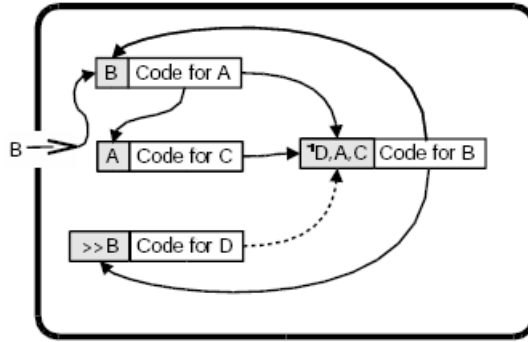 B Code for A
B
A Code for C
¬D,A,C Code for B
>>B Code for D